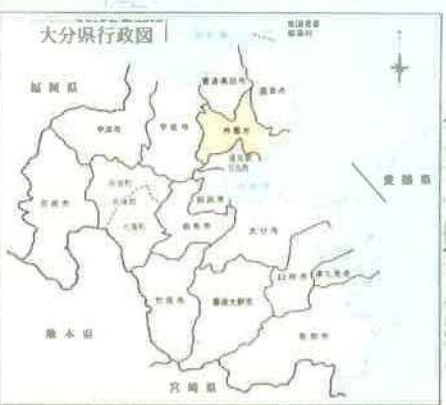 大分県行政図
福岡県
豊後高田市
国東市
中津市
宇佐市
杵築市
速見郡
日出町
愛媛県
日田市
玖珠町
九重町
別府市
由布市
大分市
竹田市
豊後大野市
臼杵市
津久見市
佐伯市
熊本県
宮崎県